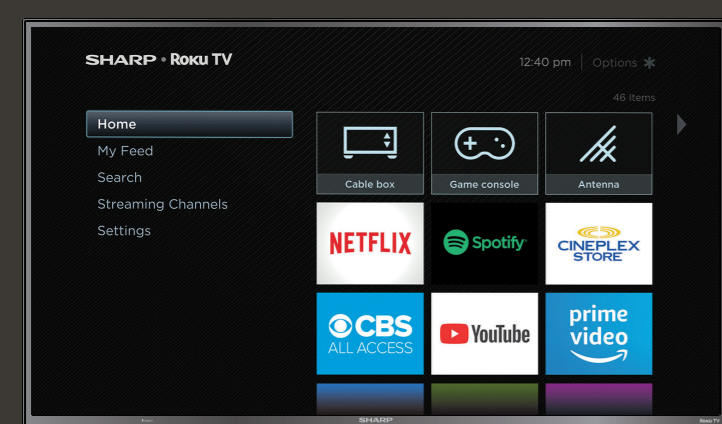 SHARP • Roku TV
12:40 pm | Options
46 Items
Home
My Feed
Search
Streaming Channels
Settings
Cable box
Game console
Antenna
NETFLIX
Spotify
CINEPLEX
STORE
CBS
ALL ACCESS
YouTube
prime
video
SHARP
Roku TV